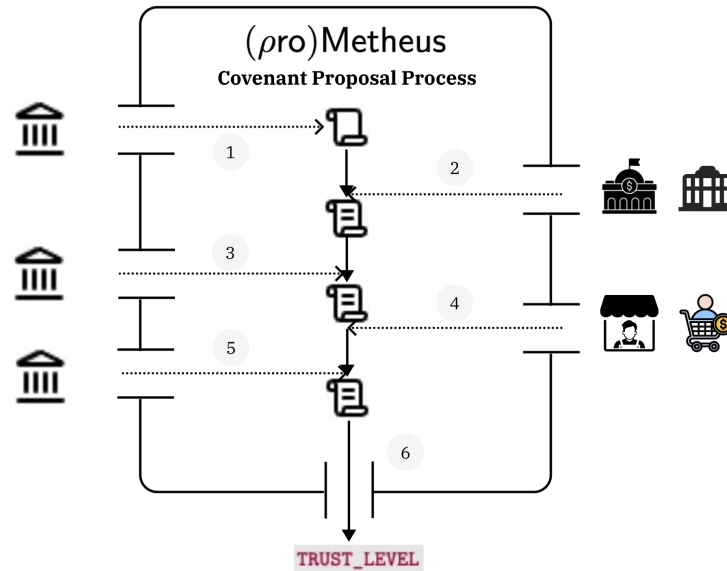 (ρro)Metheus
Covenant Proposal Process
1
2
3
4
5
6
$
$
TRUST_LEVEL